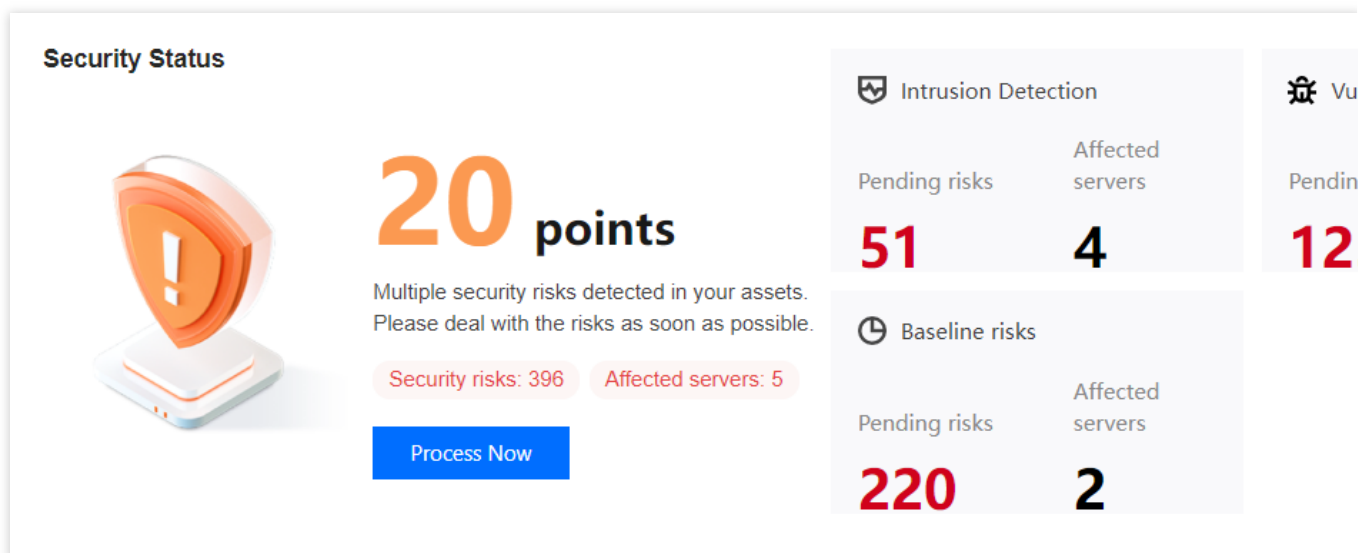 Security Status
20 points
Multiple security risks detected in your assets.
Please deal with the risks as soon as possible.
Security risks: 396
Affected servers: 5
Process Now
Intrusion Detection
Pending risks
Affected
servers
51
4
Baseline risks
Pending risks
Affected
servers
220
2
Vu
Pendin
12